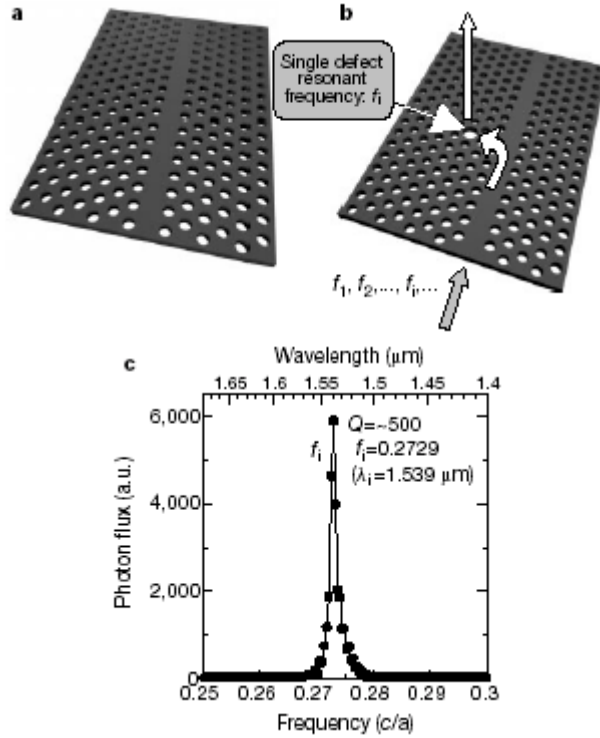 a
b
Single defect
resonant
frequency: fi
f1, f2,..., fi,...
c
Wavelength (μm)
1.65 1.6 1.55 1.5 1.45 1.4
6,000
4,000
2,000
0
Photon flux (a.u.)
fi
Q=~500
fi=0.2729
(λi=1.539 μm)
0.25 0.26 0.27 0.28 0.29 0.3
Frequency (c/a)